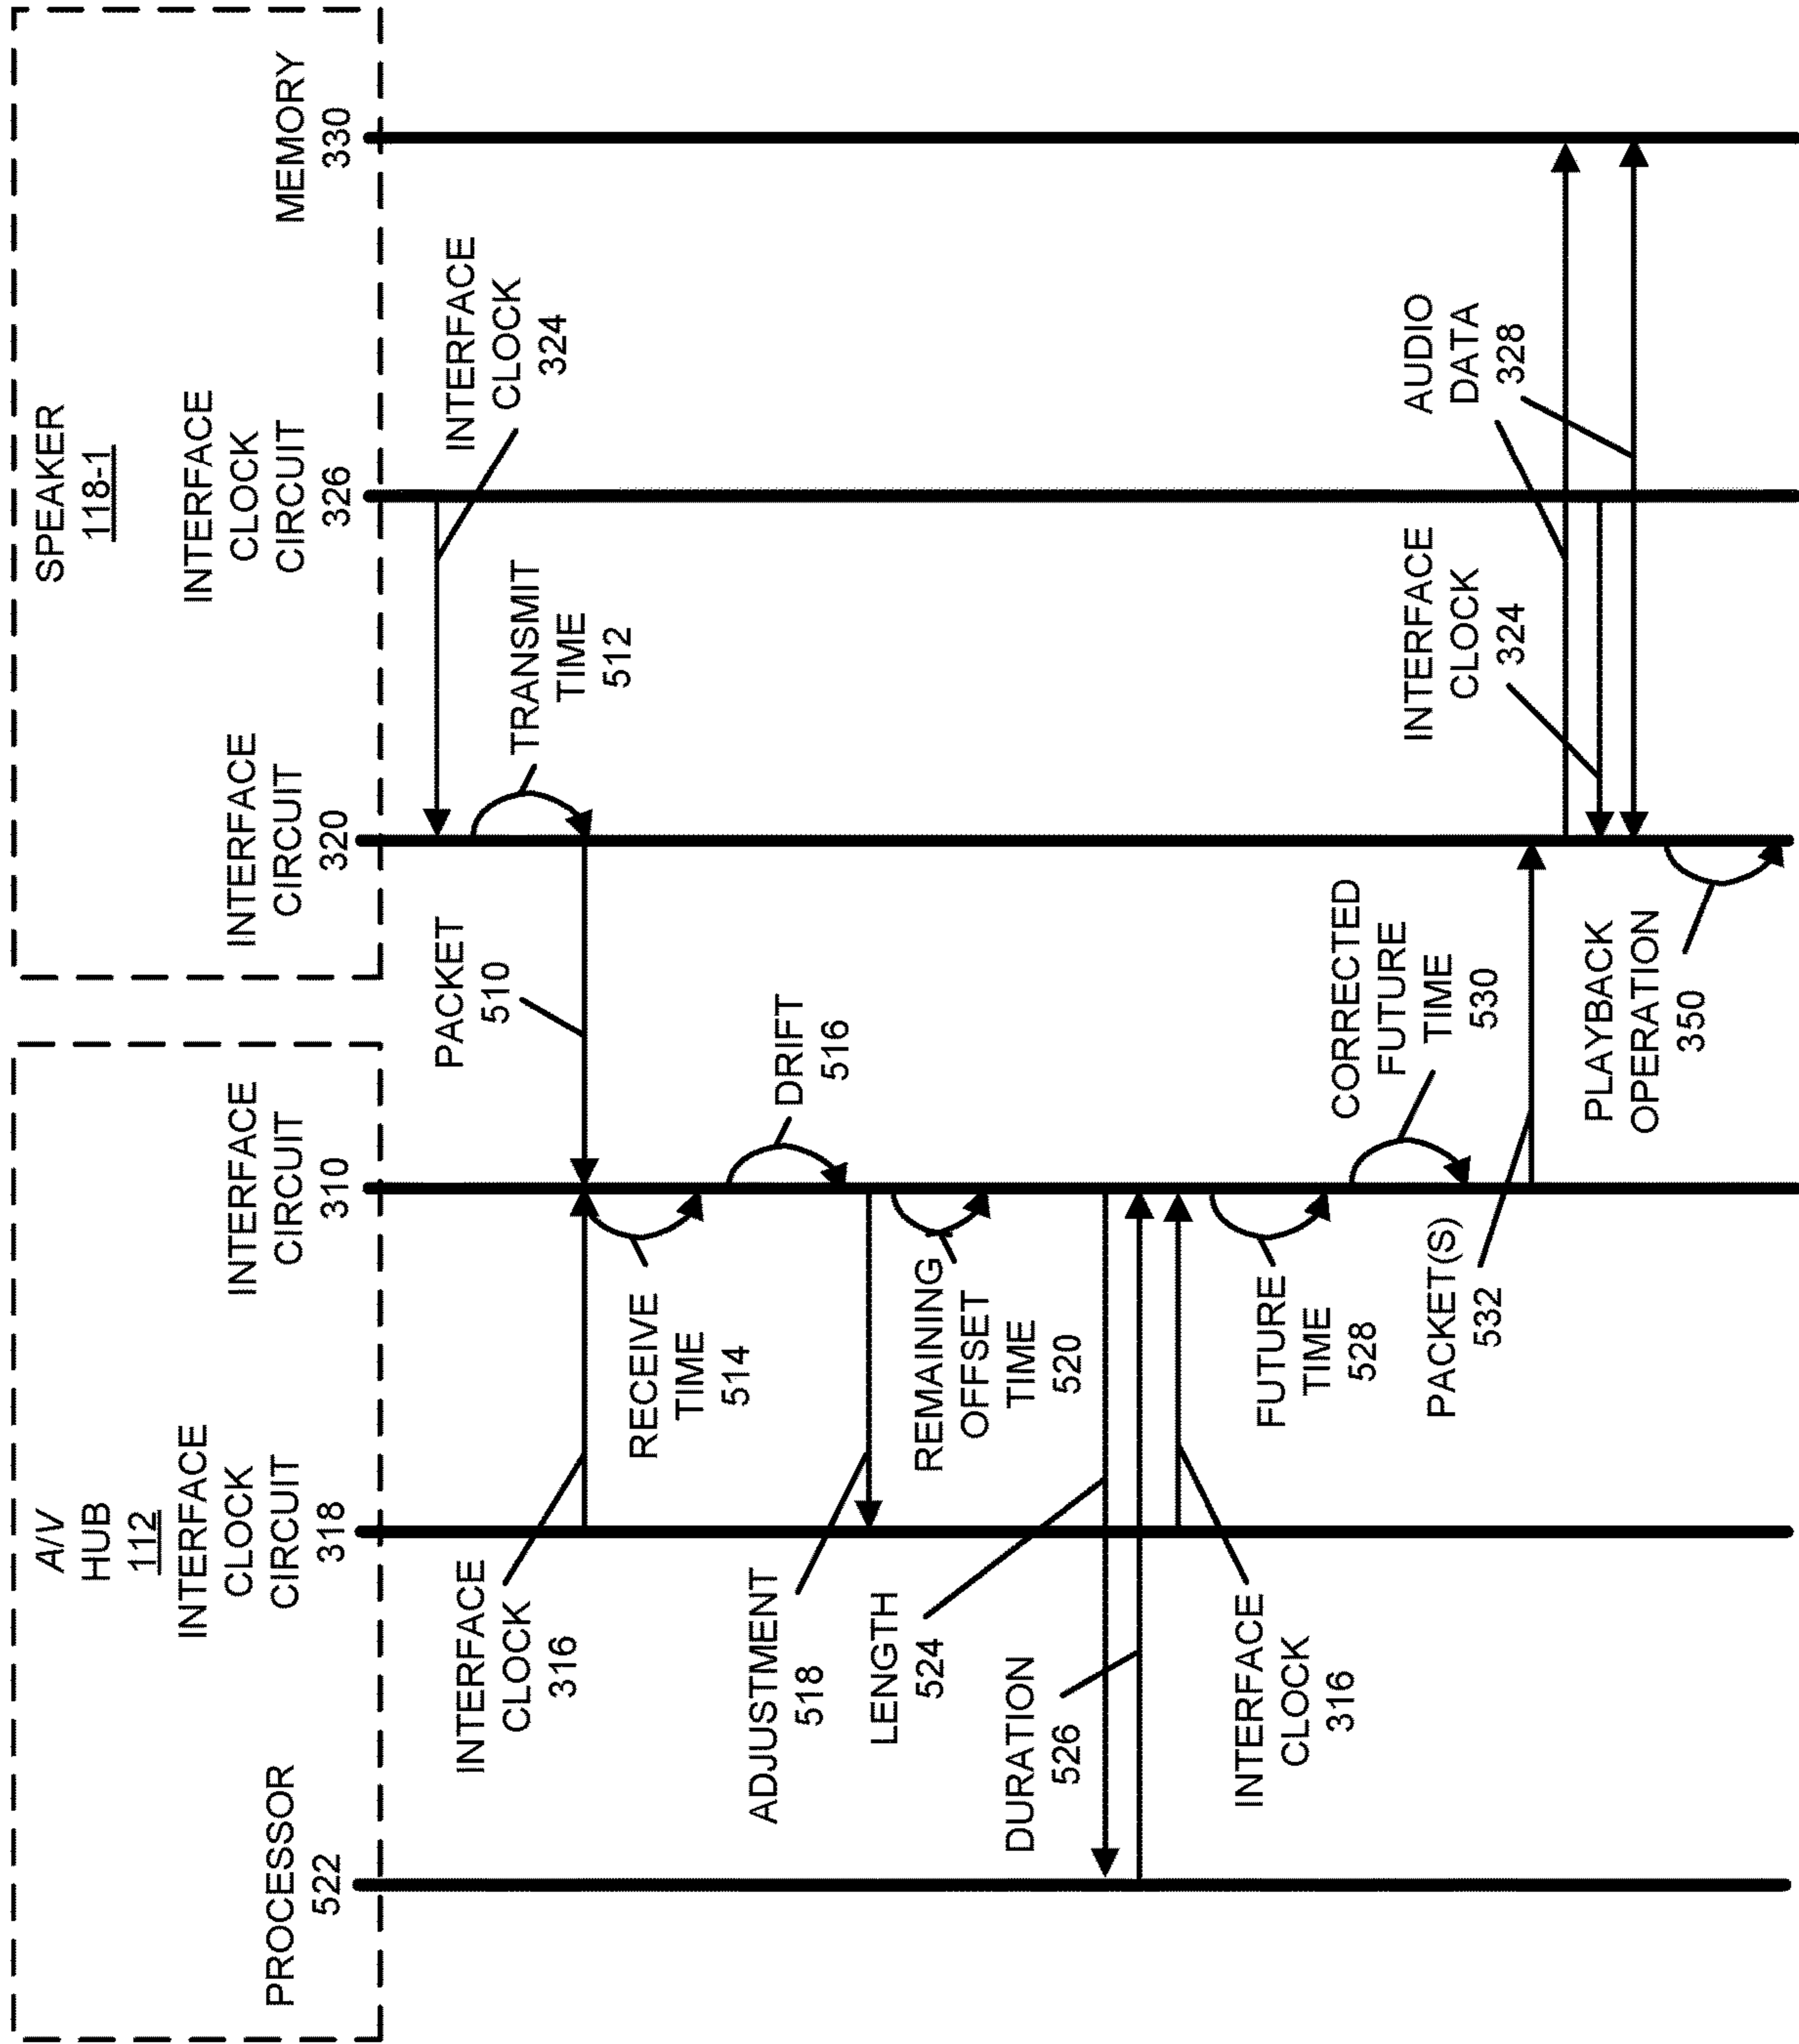 A/V
HUB
112
PROCESSOR
522
INTERFACE
CLOCK
CIRCUIT
318
INTERFACE
CIRCUIT
310
SPEAKER
118-1
INTERFACE
CIRCUIT
320
INTERFACE
CLOCK
CIRCUIT
326
MEMORY
330
INTERFACE
CLOCK
316
PACKET
510
INTERFACE
CLOCK
324
TRANSMIT
TIME
512
RECEIVE
TIME
514
ADJUSTMENT
518
DRIFT
516
LENGTH
524
REMAINING
OFFSET
TIME
520
DURATION
526
INTERFACE
CLOCK
316
FUTURE
TIME
528
CORRECTED
FUTURE
TIME
530
PACKET(S)
532
INTERFACE
CLOCK
324
AUDIO
DATA
328
PLAYBACK
OPERATION
350